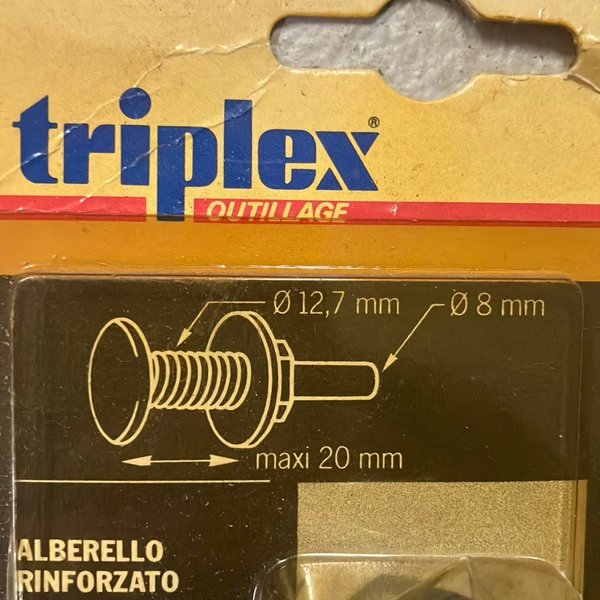 triplex®
OUTILLAGE
Ø 12,7 mm
Ø 8 mm
maxi 20 mm
ALBERELLO
RINFORZATO